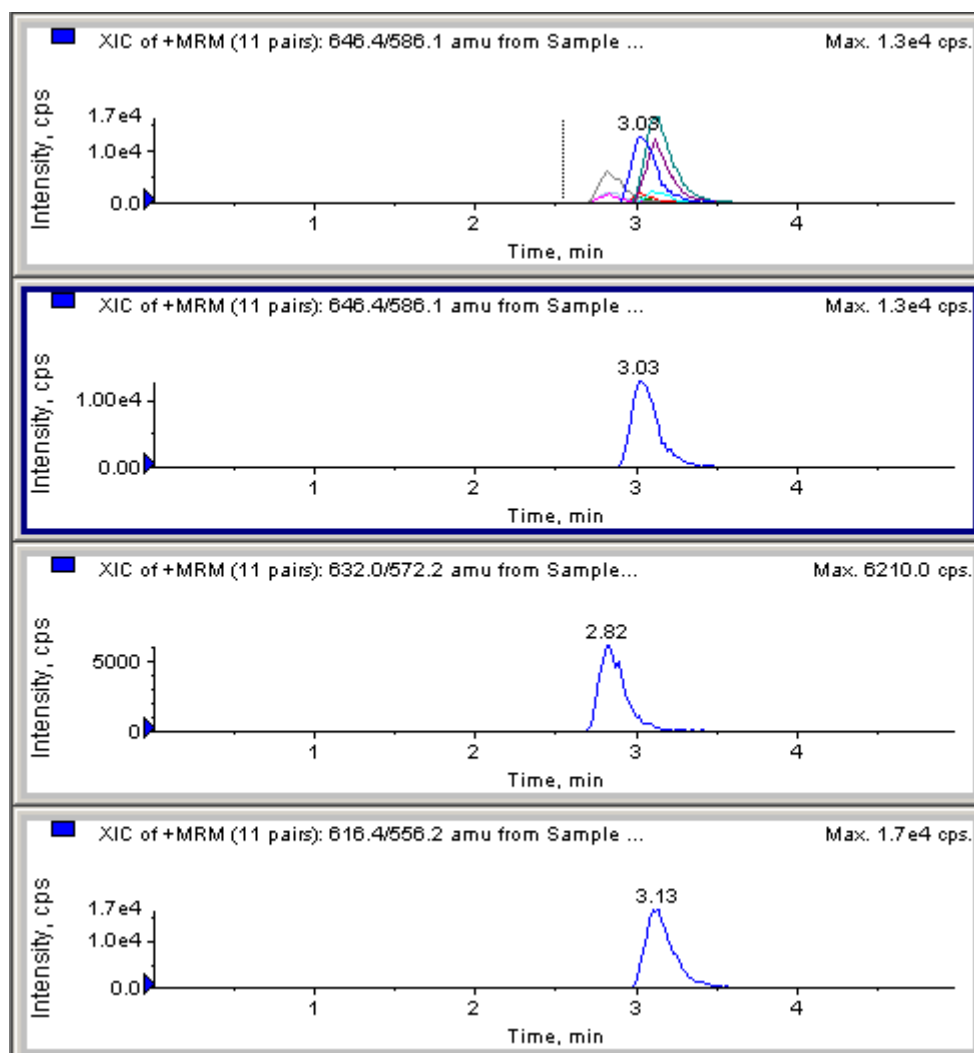 XIC of +MRM (11 pairs): 646.4/586.1 amu from Sample ... Max. 1.3e4 cps.
Intensity, cps
1.7e4
1.0e4
0.0
3.03
1 2 3 4
Time, min
XIC of +MRM (11 pairs): 646.4/586.1 amu from Sample ... Max. 1.3e4 cps.
Intensity, cps
3.03
1.00e4
0.00
1 2 3 4
Time, min
XIC of +MRM (11 pairs): 632.0/572.2 amu from Sample... Max. 6210.0 cps.
Intensity, cps
2.82
5000
0
1 2 3 4
Time, min
XIC of +MRM (11 pairs): 616.4/556.2 amu from Sample ... Max. 1.7e4 cps.
Intensity, cps
3.13
1.7e4
1.0e4
0.0
1 2 3 4
Time, min